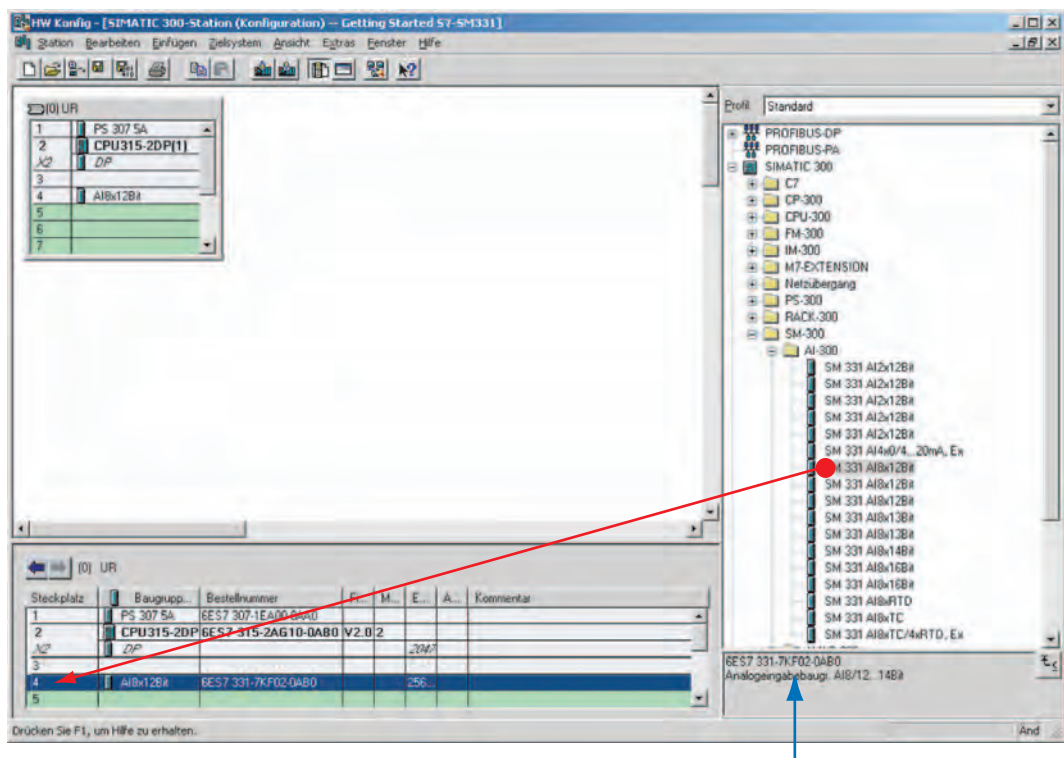 HW Konfig - [SIMATIC 300-Station (Konfiguration) -- Getting Started S7-SM331]
Station Bearbeiten Einfügen Zielsystem Ansicht Extras Fenster Hilfe
(0) UR
1 PS 307 5A
2 CPU315-2DP(1)
X2 DP
3
4 AI8x12Bit
5
6
7
Profil Standard
PROFIBUS-DP
PROFIBUS-PA
SIMATIC 300
C7
CP-300
CPU-300
FM-300
IM-300
M7-EXTENSION
Netzübergang
PS-300
RACK-300
SM-300
AI-300
SM 331 AI2x12Bit
SM 331 AI2x12Bit
SM 331 AI2x12Bit
SM 331 AI2x12Bit
SM 331 AI2x12Bit
SM 331 AI4x0/4...20mA, Ex
331 AI8x12Bit
SM 331 AI8x12Bit
SM 331 AI8x12Bit
SM 331 AI8x13Bit
SM 331 AI8x13Bit
SM 331 AI8x14Bit
SM 331 AI8x16Bit
SM 331 AI8x16Bit
SM 331 AI8xRTD
SM 331 AI8xTC
SM 331 AI8xTC/4xRTD, Ex
6ES7 331-7KF02-0AB0
Analogeingabebaugr. AI8/12...14Bit
(0) UR
Steckplatz Baugrupp... Bestellnummer Fi... M... E... A... Kommentar
1 PS 307 5A 6ES7 307-1EA00-0AA0
2 CPU315-2DP 6ES7 315-2AG10-0AB0 V2.0 2
X2 DP 2047
3
4 AI8x12Bit 6ES7 331-7KF02-0AB0 256...
5
Drücken Sie F1, um Hilfe zu erhalten.
Änd